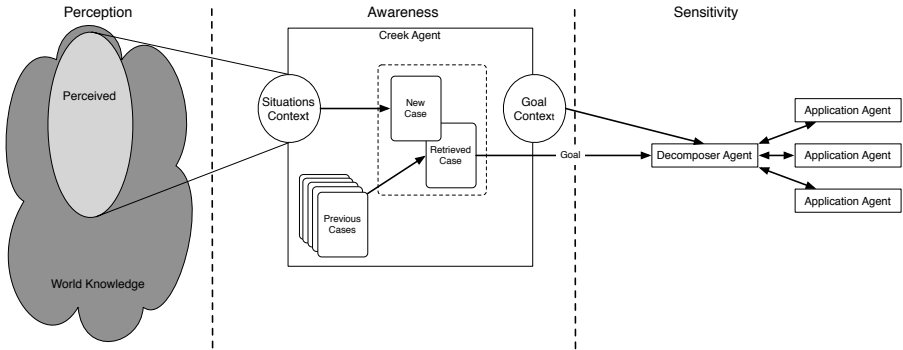 Perception
Awareness
Sensitivity
Creek Agent
Perceived
World Knowledge
Situations
Context
New
Case
Retrieved
Case
Previous
Cases
Goal
Context
Goal
Decomposer Agent
Application Agent
Application Agent
Application Agent